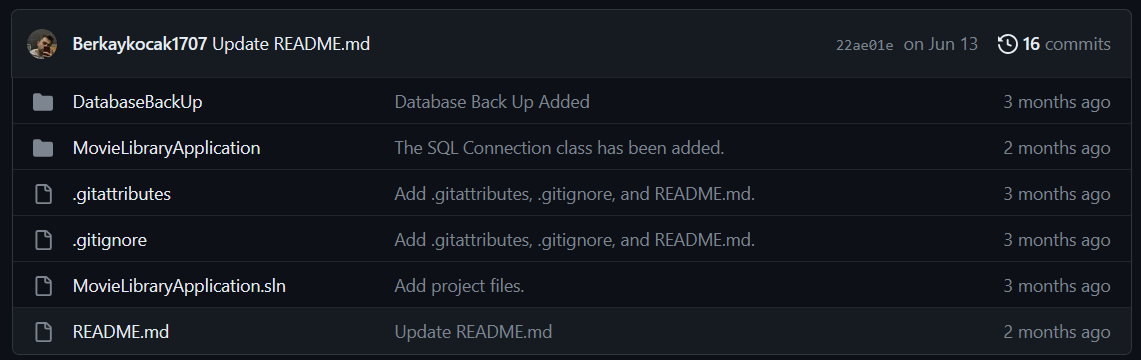 Berkaykocak1707 Update README.md 22ae01e on Jun 13 16 commits
DatabaseBackUp Database Back Up Added 3 months ago
MovieLibraryApplication The SQL Connection class has been added. 2 months ago
.gitattributes Add .gitattributes, .gitignore, and README.md. 3 months ago
.gitignore Add .gitattributes, .gitignore, and README.md. 3 months ago
MovieLibraryApplication.sln Add project files. 3 months ago
README.md Update README.md 2 months ago